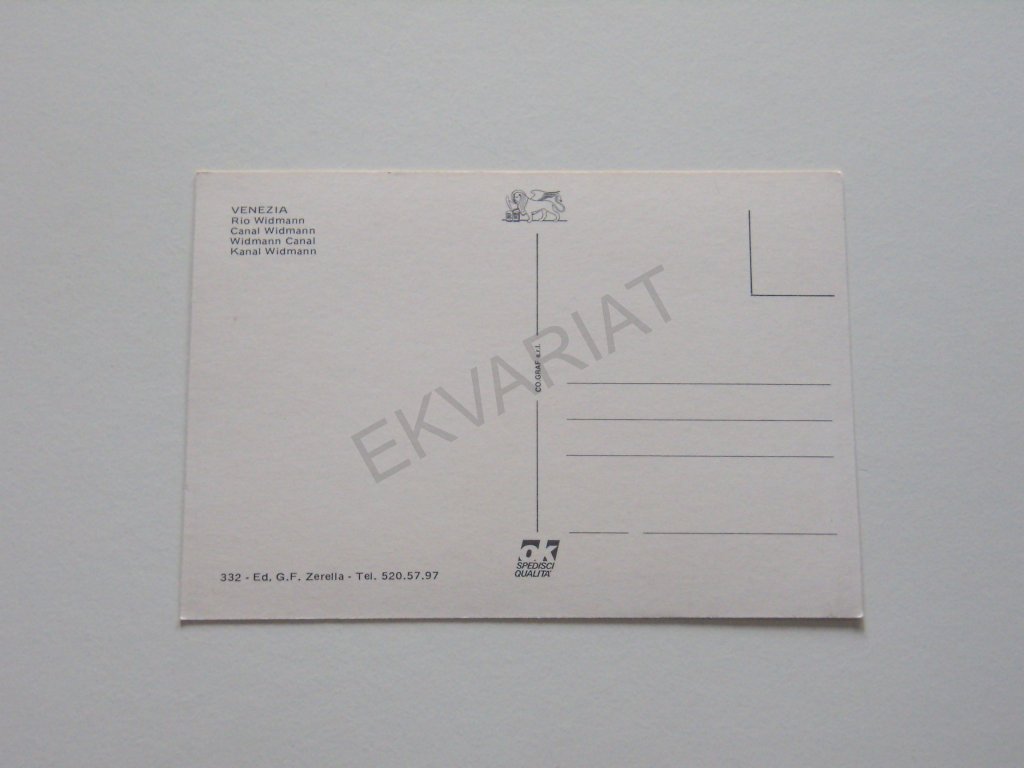 VENEZIA
Rio Widmann
Canal Widmann
Widmann Canal
Kanal Widmann
CO.GRAF s.r.l.
EKVARIAT
ok
SPEDISCI
QUALITA'
332 - Ed. G.F. Zerella - Tel. 520.57.97